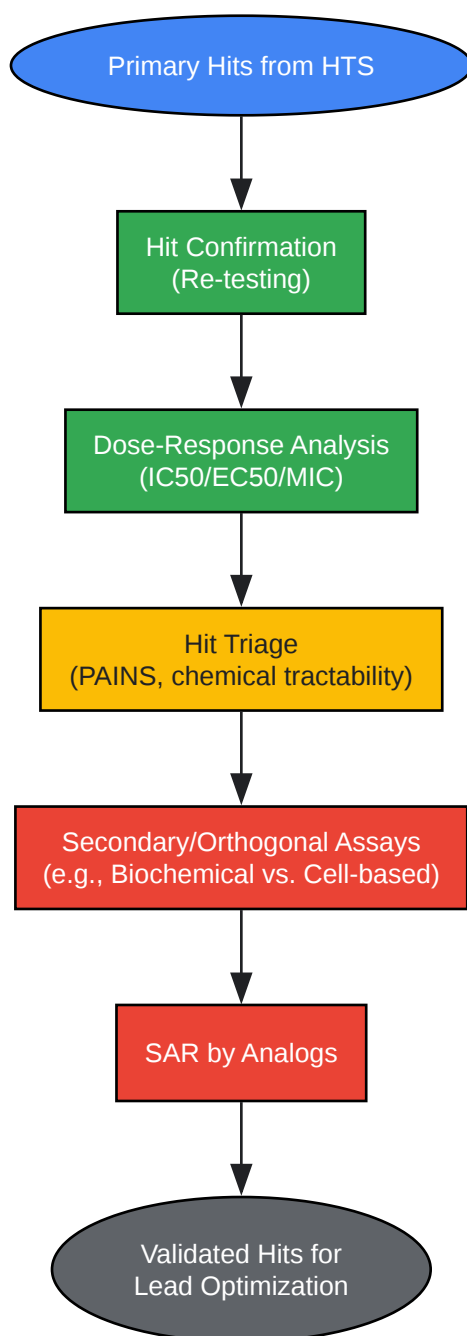 Primary Hits from HTS
Hit Confirmation
(Re-testing)
Dose-Response Analysis
(IC50/EC50/MIC)
Hit Triage
(PAINS, chemical tractability)
Secondary/Orthogonal Assays
(e.g., Biochemical vs. Cell-based)
SAR by Analogs
Validated Hits for
Lead Optimization